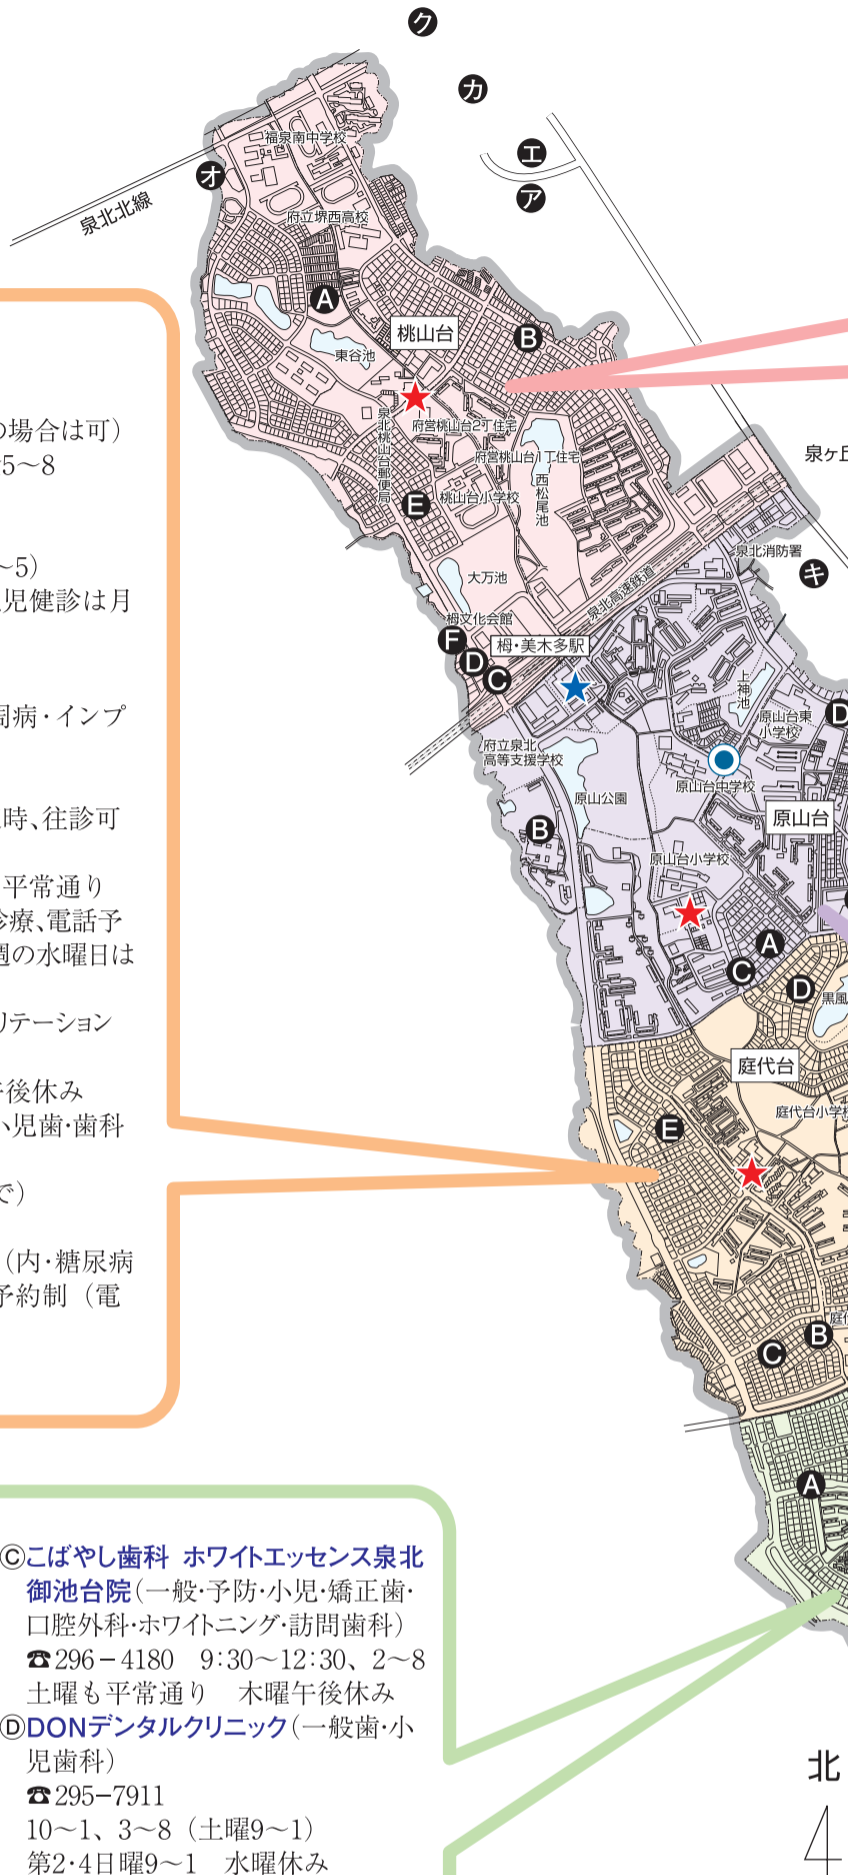 ク
カ
エ
ア
オ
福泉南中学校
泉北北線
府立堺西高校
A
桃山台
B
東谷池
の場合は可）
5～8
泉北桃山台郵便局
府営桃山台2丁住宅
府営桃山台1丁住宅
泉ヶ丘
西松尾池
E
桃山台小学校
～5）
児健診は月
大万池
泉北高速鉄道
泉北消防署
キ
栂文化会館
F
D
C
栂・美木多駅
上神池
周病・インプ
原山台東
小学校
D
府立泉北
高等支援学校
原山台中学校
原山公園
時、往診可
B
原山台
原山台小学校
平常通り
診療、電話予
週の水曜日は
A
C
D
黒風
リテーション
庭代台
午後休み
小児歯・歯科
庭代台小学校
E
で）
（内・糖尿病
予約制（電
B
C
庭代
A
Ⓒこばやし歯科 ホワイトエッセンス泉北
御池台院（一般・予防・小児・矯正歯・
口腔外科・ホワイトニング・訪問歯科）
☎296－4180　9:30～12:30、2～8
土曜も平常通り　木曜午後休み
ⒹDONデンタルクリニック（一般歯・小
児歯科）
☎295−7911
10～1、3～8（土曜9～1）
第2・4日曜9～1　水曜休み
北